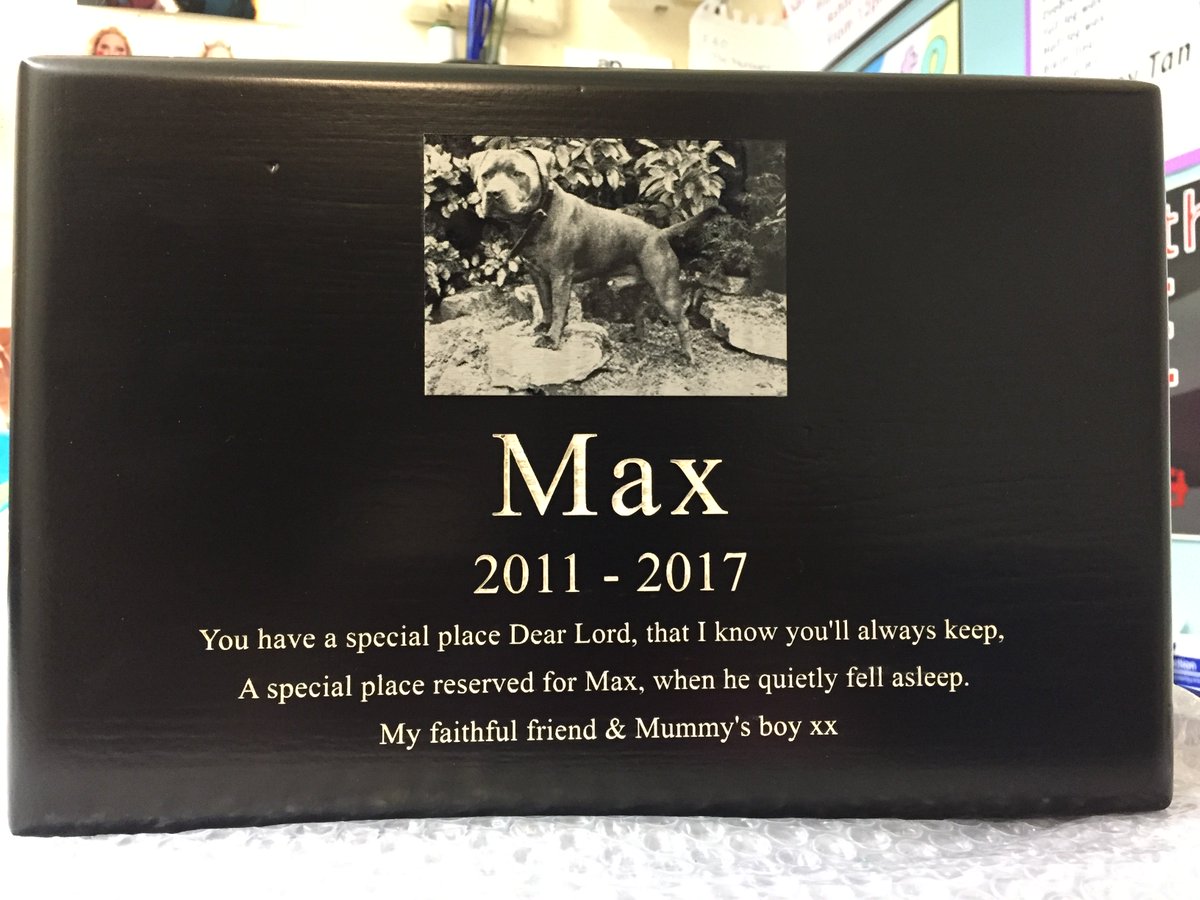 Max
2011 - 2017
You have a special place Dear Lord, that I know you'll always keep,
A special place reserved for Max, when he quietly fell asleep.
My faithful friend & Mummy's boy xx
Tan